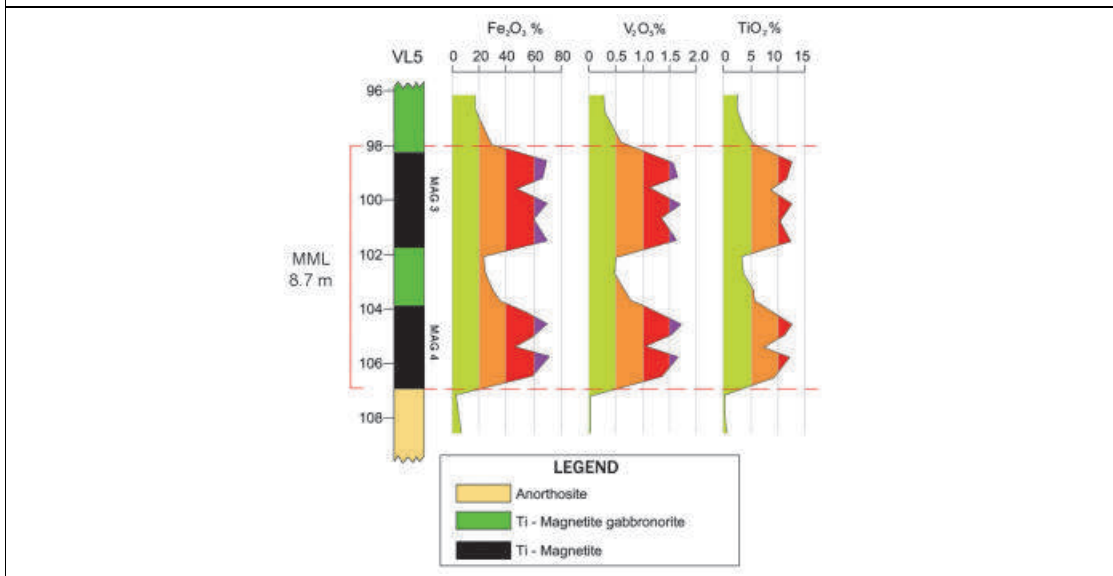 Fe₂O₃ %
V₂O₃%
TiO₂%
VL5
0 20 40 60 80
0 0.5 1.0 1.5 2.0
0 5 10 15
96
98
100
102
104
106
108
MAG 3
MAG 4
MML
8.7 m
LEGEND
Anorthosite
Ti - Magnetite gabbronorite
Ti - Magnetite